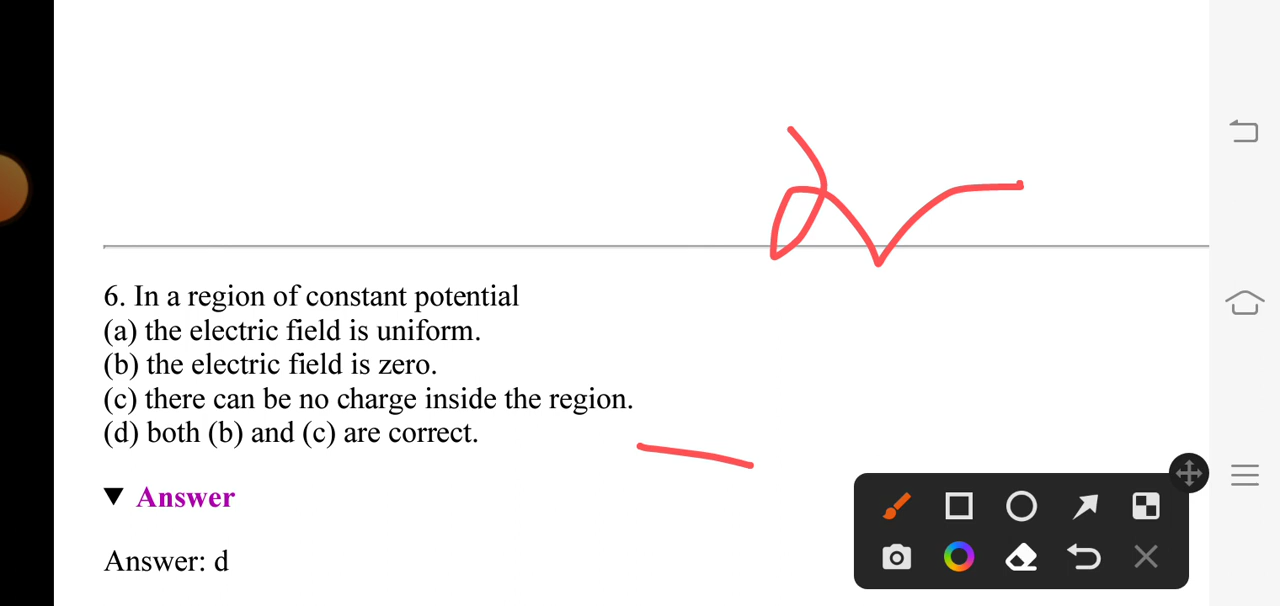 d
6. In a region of constant potential
(a) the electric field is uniform.
(b) the electric field is zero.
(c) there can be no charge inside the region.
(d) both (b) and (c) are correct.
▼ Answer
Answer: d